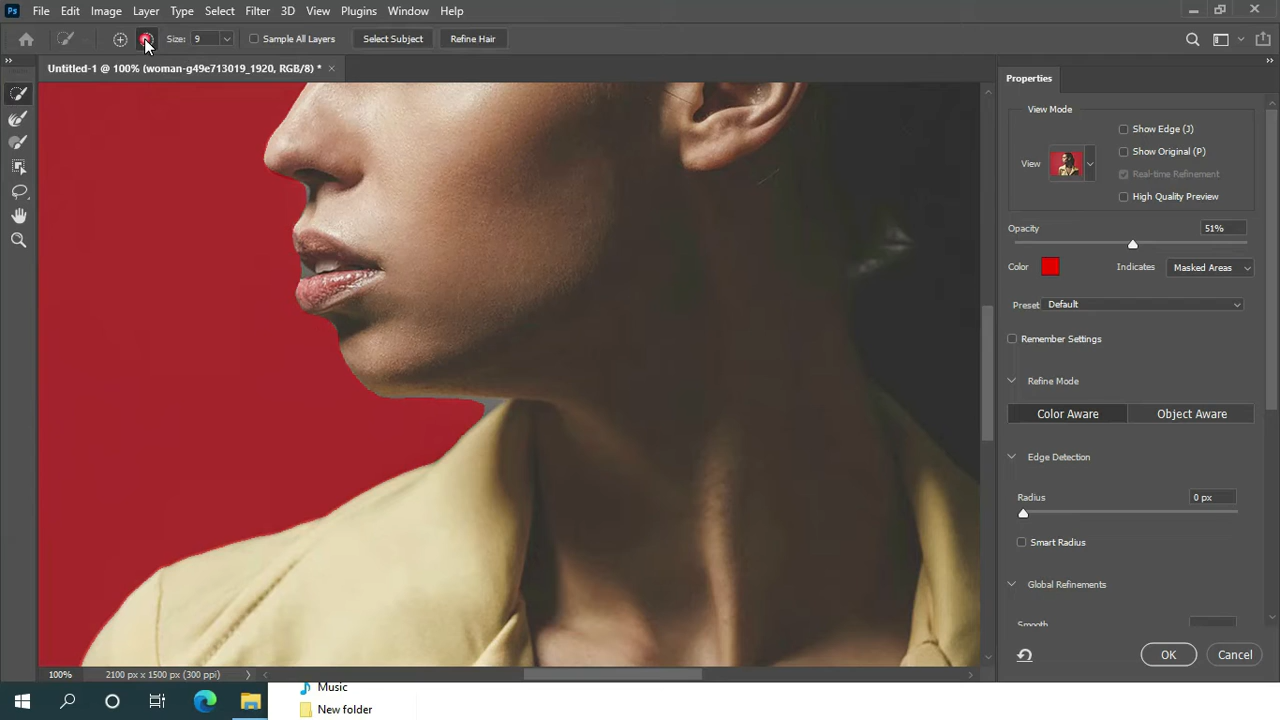 Ps File Edit Image Layer Type Select Filter 3D View Plugins Window Help
Size: 9 Sample All Layers Select Subject Refine Hair
Untitled-1 @ 100% (woman-g49e713019_1920, RGB/8) *
Properties
View Mode
Show Edge (J)
Show Original (P)
View
Real-time Refinement
High Quality Preview
Opacity 51%
Color Indicates Masked Areas
Preset Default
Remember Settings
Refine Mode
Color Aware Object Aware
Edge Detection
Radius 0 px
Smart Radius
Global Refinements
Smooth
OK Cancel
100% 2100 px x 1500 px (300 ppi)
Music
New folder